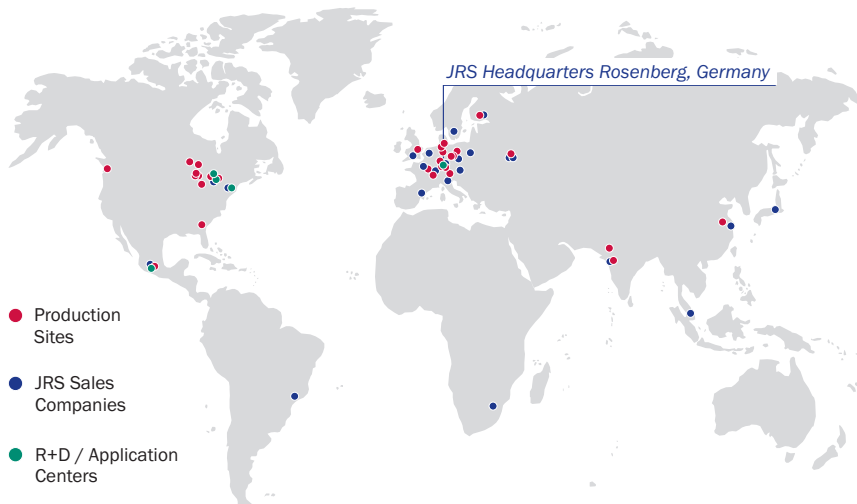 JRS Headquarters Rosenberg, Germany
Production
Sites
JRS Sales
Companies
R+D / Application
Centers